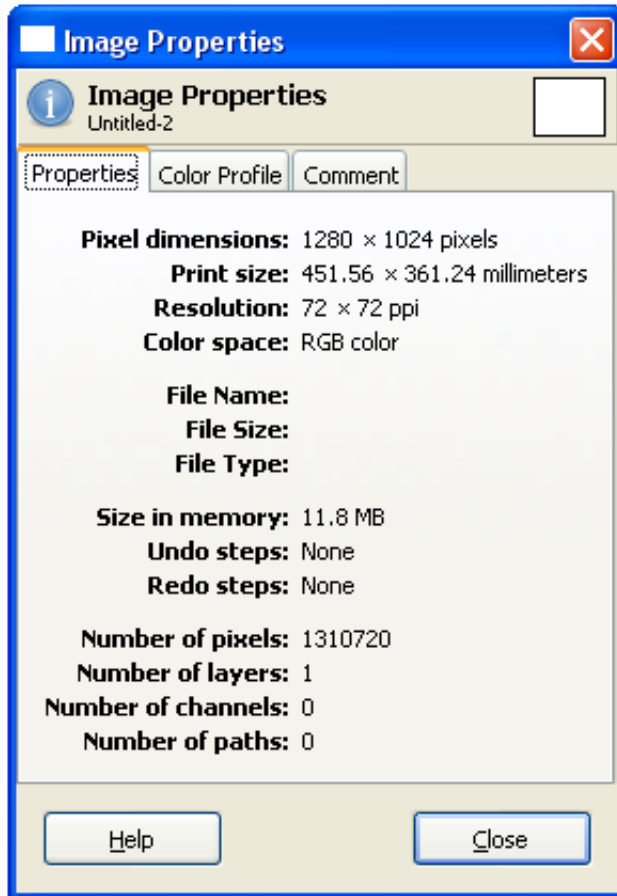 Image Properties
Image Properties
Untitled-2
Properties Color Profile Comment
Pixel dimensions: 1280 × 1024 pixels
Print size: 451.56 × 361.24 millimeters
Resolution: 72 × 72 ppi
Color space: RGB color
File Name:
File Size:
File Type:
Size in memory: 11.8 MB
Undo steps: None
Redo steps: None
Number of pixels: 1310720
Number of layers: 1
Number of channels: 0
Number of paths: 0
Help Close